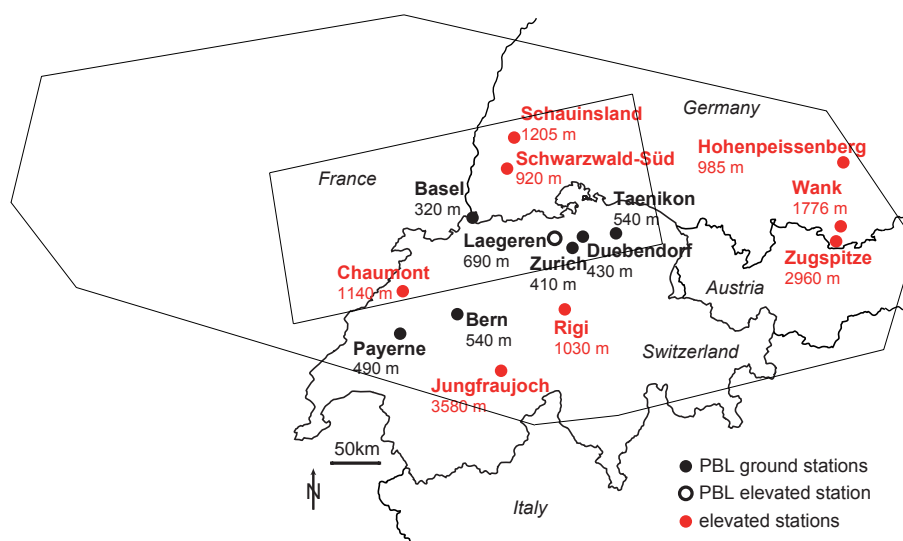 Germany
Schauinsland
1205 m
Hohenpeissenberg
985 m
Schwarzwald-Süd
920 m
France
Basel
320 m
Taenikon
540 m
Wank
1776 m
Laegeren
690 m
Duebendorf
430 m
Zurich
410 m
Zugspitze
2960 m
Chaumont
1140 m
Austria
Bern
540 m
Rigi
1030 m
Payerne
490 m
Switzerland
Jungfraujoch
3580 m
50km
N
Italy
PBL ground stations
PBL elevated station
elevated stations